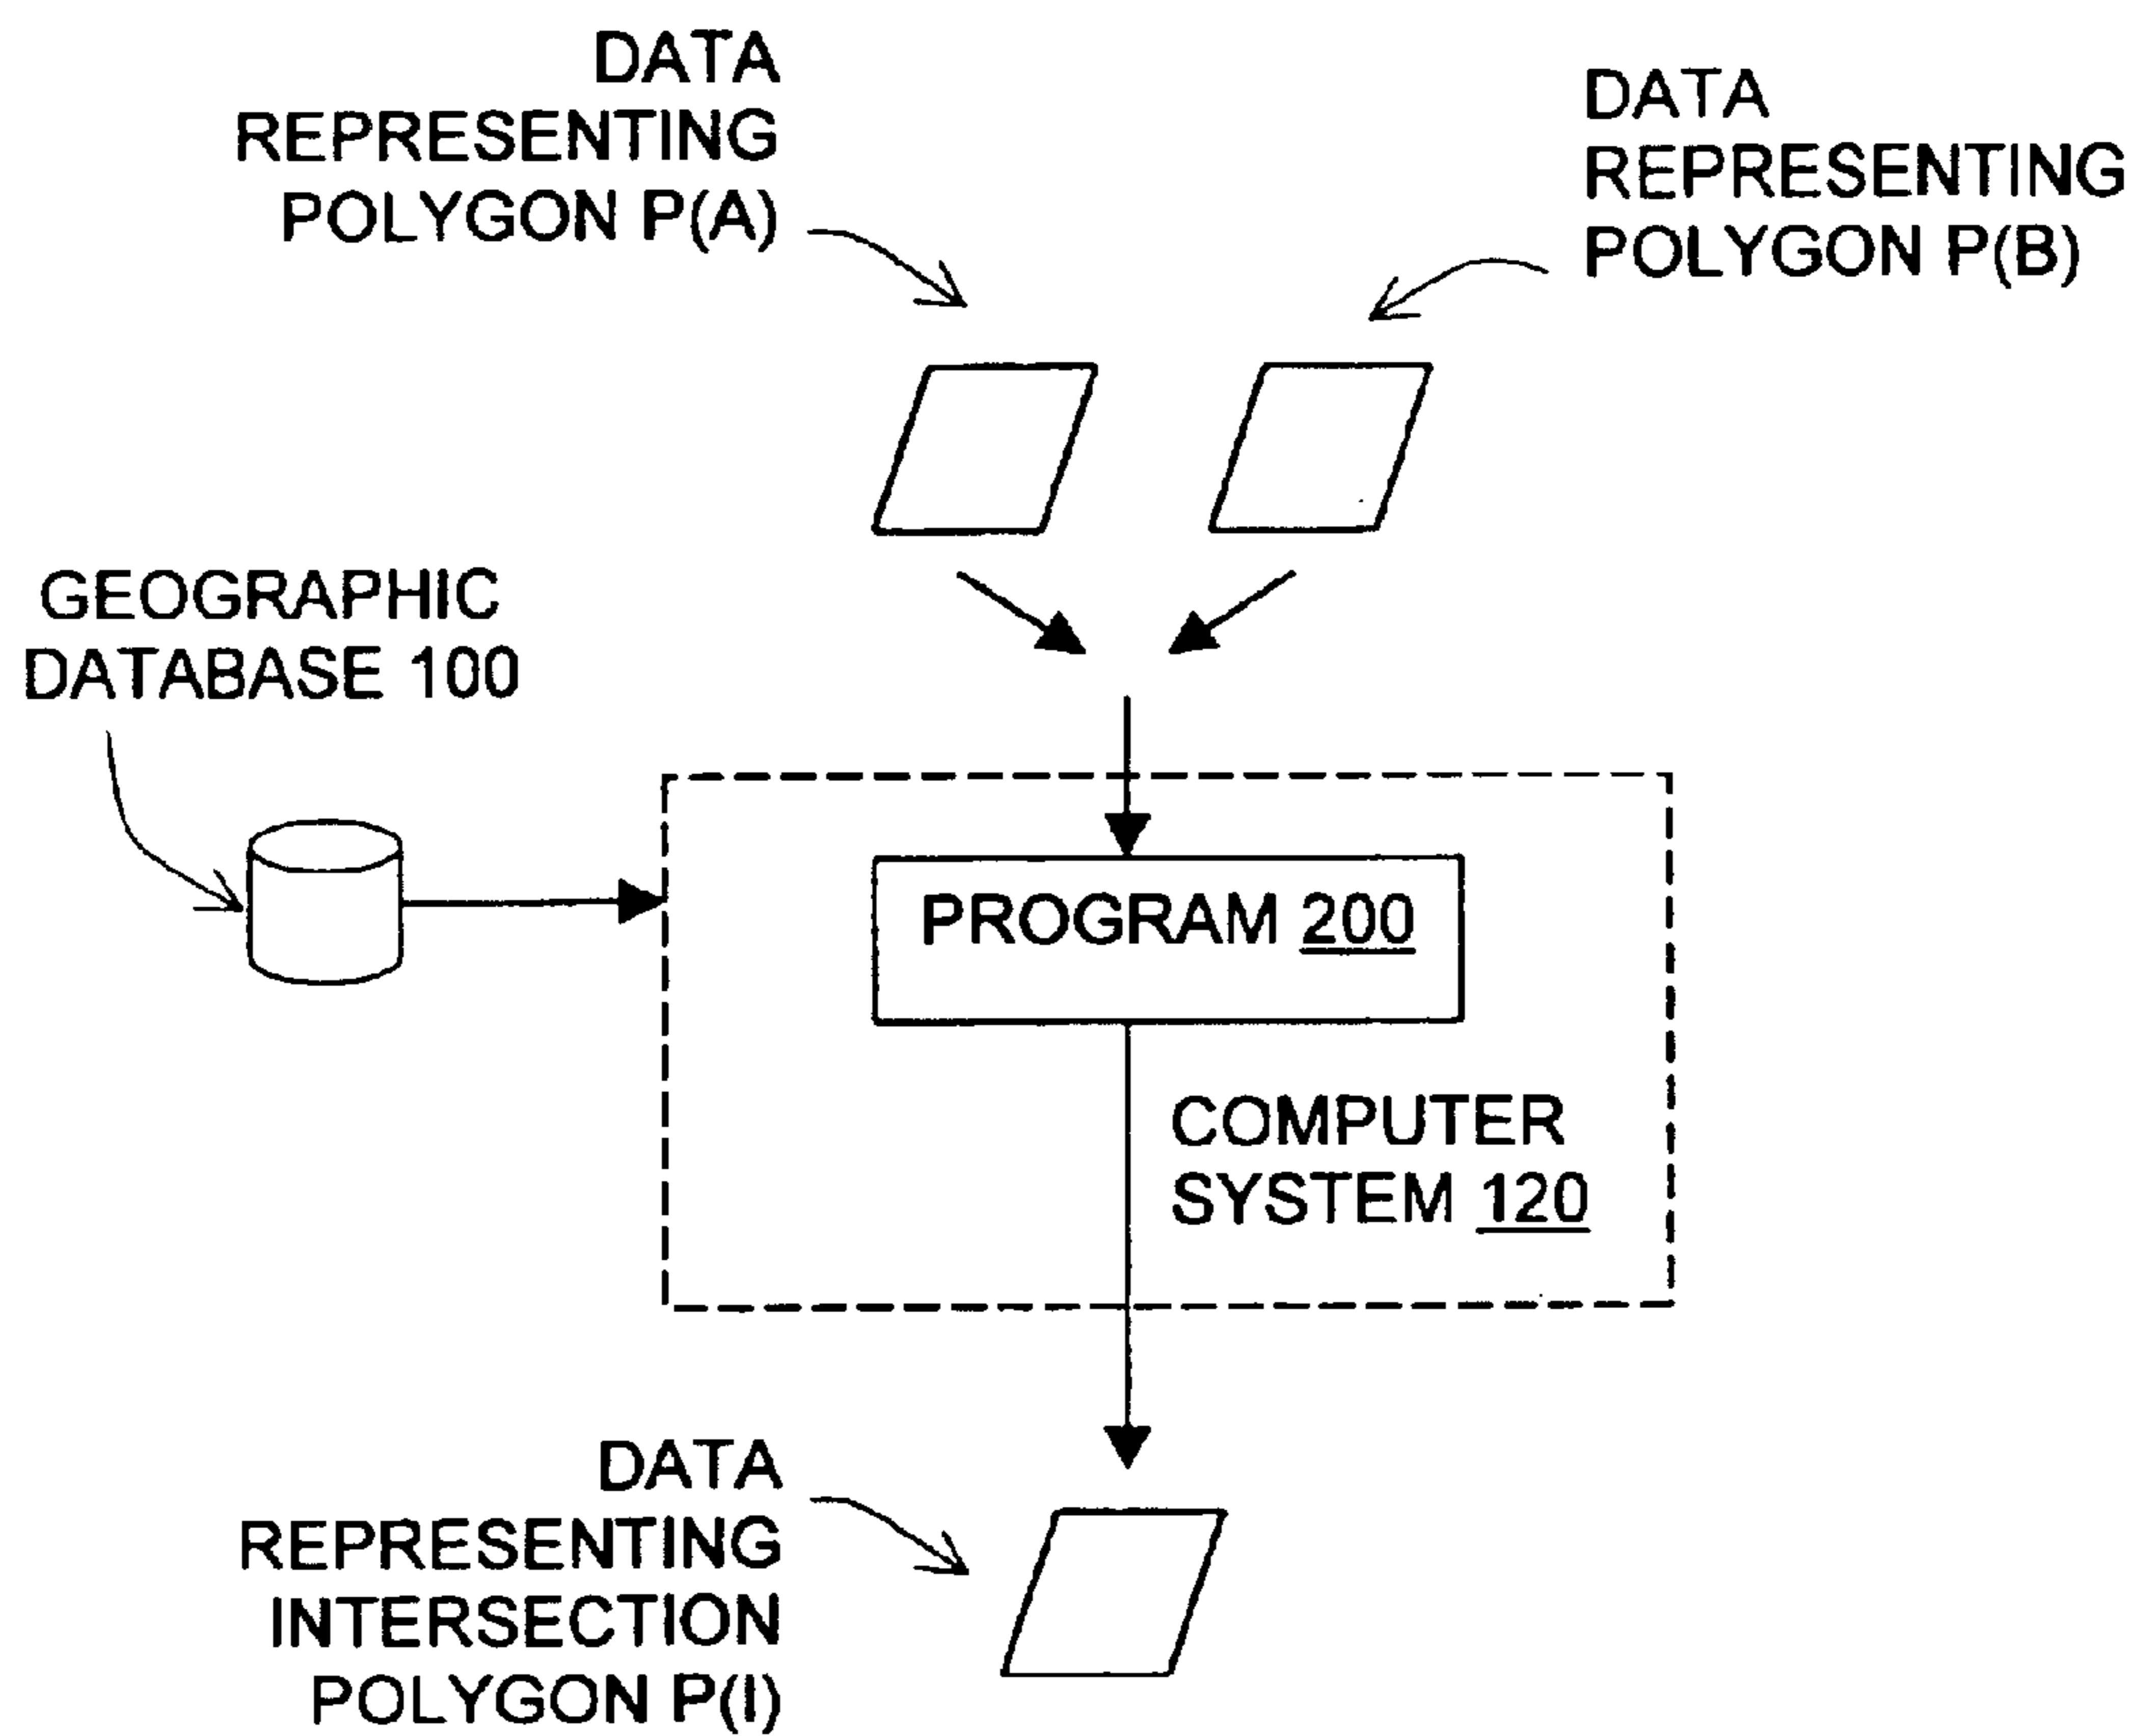 DATA
REPRESENTING
POLYGON P(A)
DATA
REPRESENTING
POLYGON P(B)
GEOGRAPHIC
DATABASE 100
PROGRAM 200
COMPUTER
SYSTEM 120
DATA
REPRESENTING
INTERSECTION
POLYGON P(I)